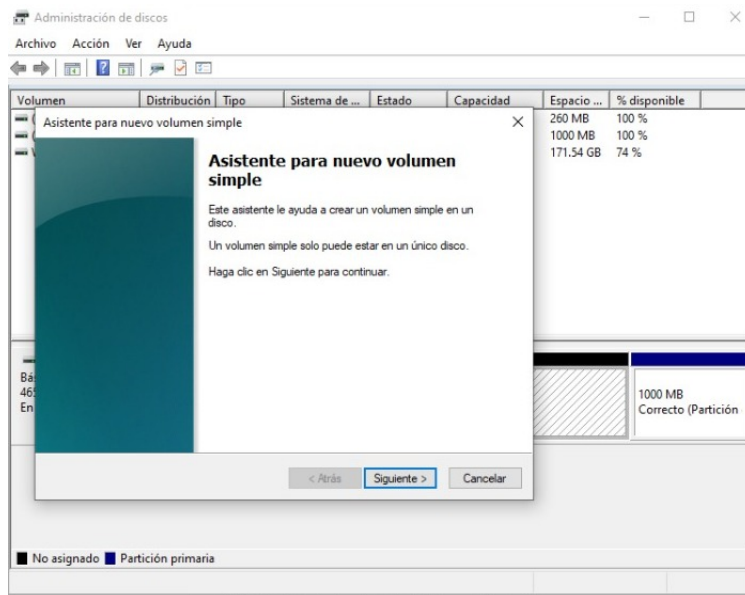 Administración de discos
Archivo Acción Ver Ayuda
Volumen Distribución Tipo Sistema de ... Estado Capacidad Espacio ... % disponible
260 MB 100 %
1000 MB 100 %
171.54 GB 74 %
Asistente para nuevo volumen simple
Asistente para nuevo volumen
simple
Este asistente le ayuda a crear un volumen simple en un
disco.
Un volumen simple solo puede estar en un único disco.
Haga clic en Siguiente para continuar.
< Atrás Siguiente > Cancelar
1000 MB
Correcto (Partición
No asignado Partición primaria